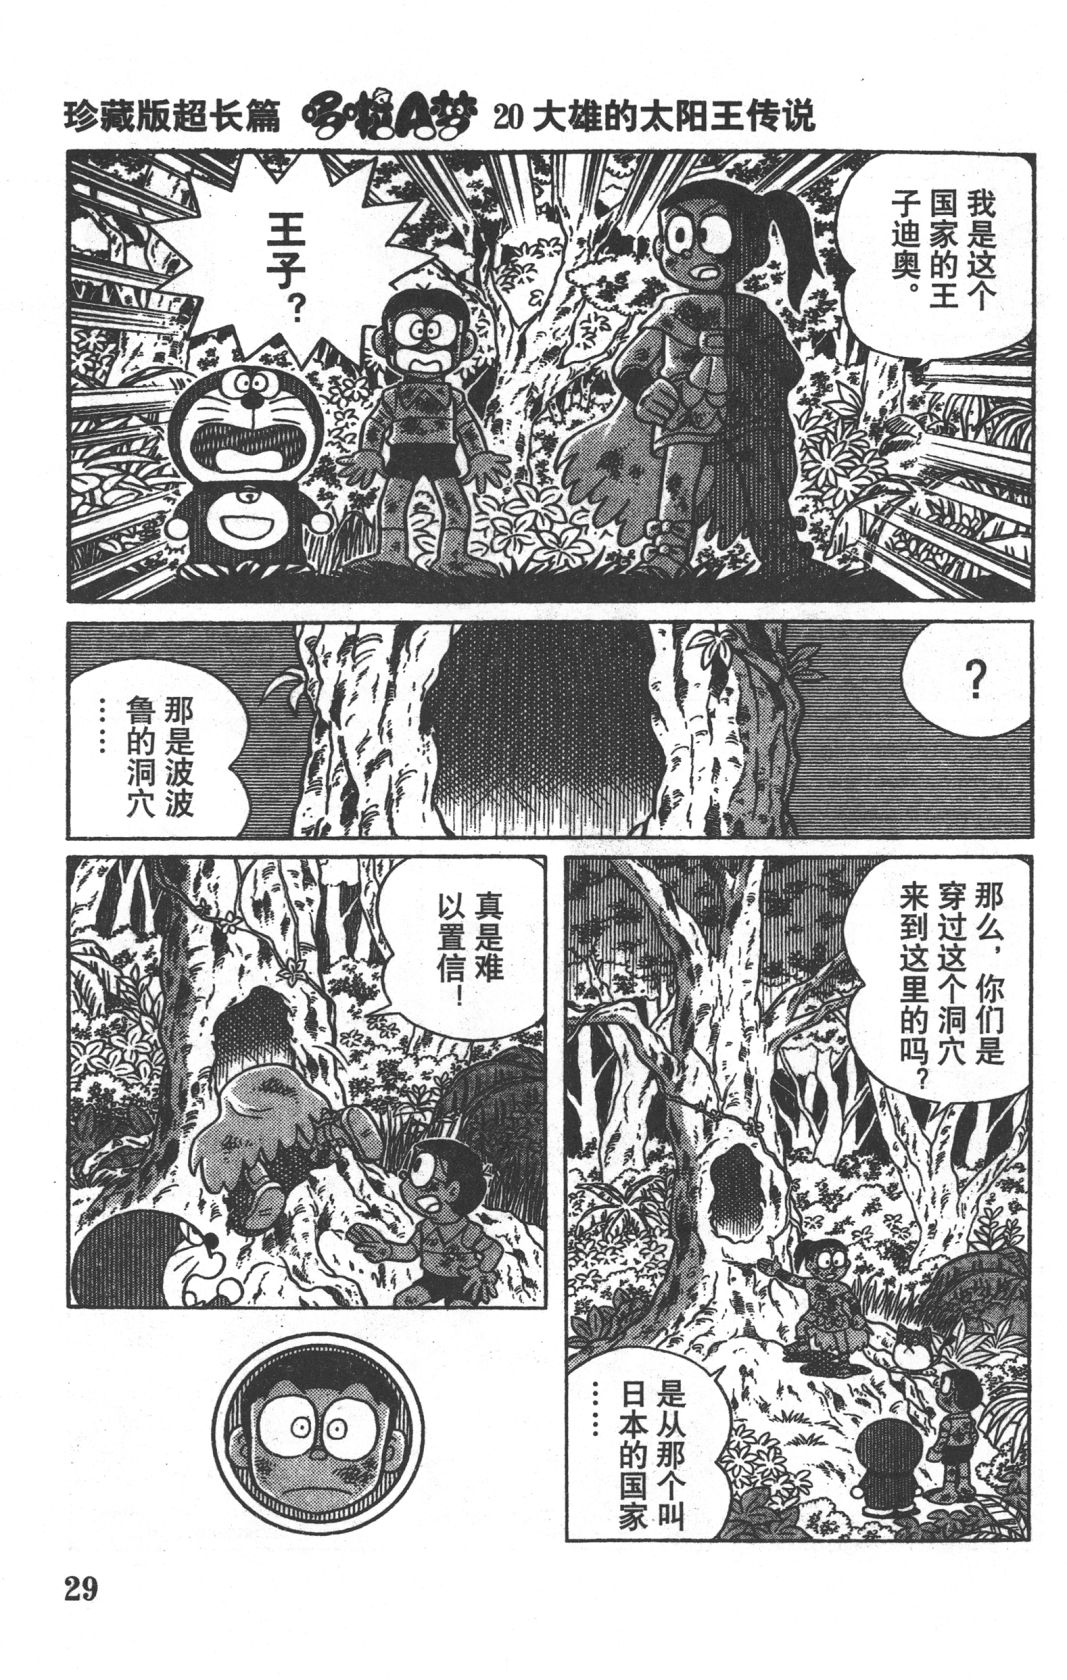 珍藏版超长篇 哆啦A梦 20 大雄的太阳王传说
我是这个
国家的王
子迪奥。
王子？
？
那是波波
鲁的洞穴
……
那么，你们是
穿过这个洞穴
来到这里的吗？
是从那个叫
日本的国家
……
真是难
以置信！
29